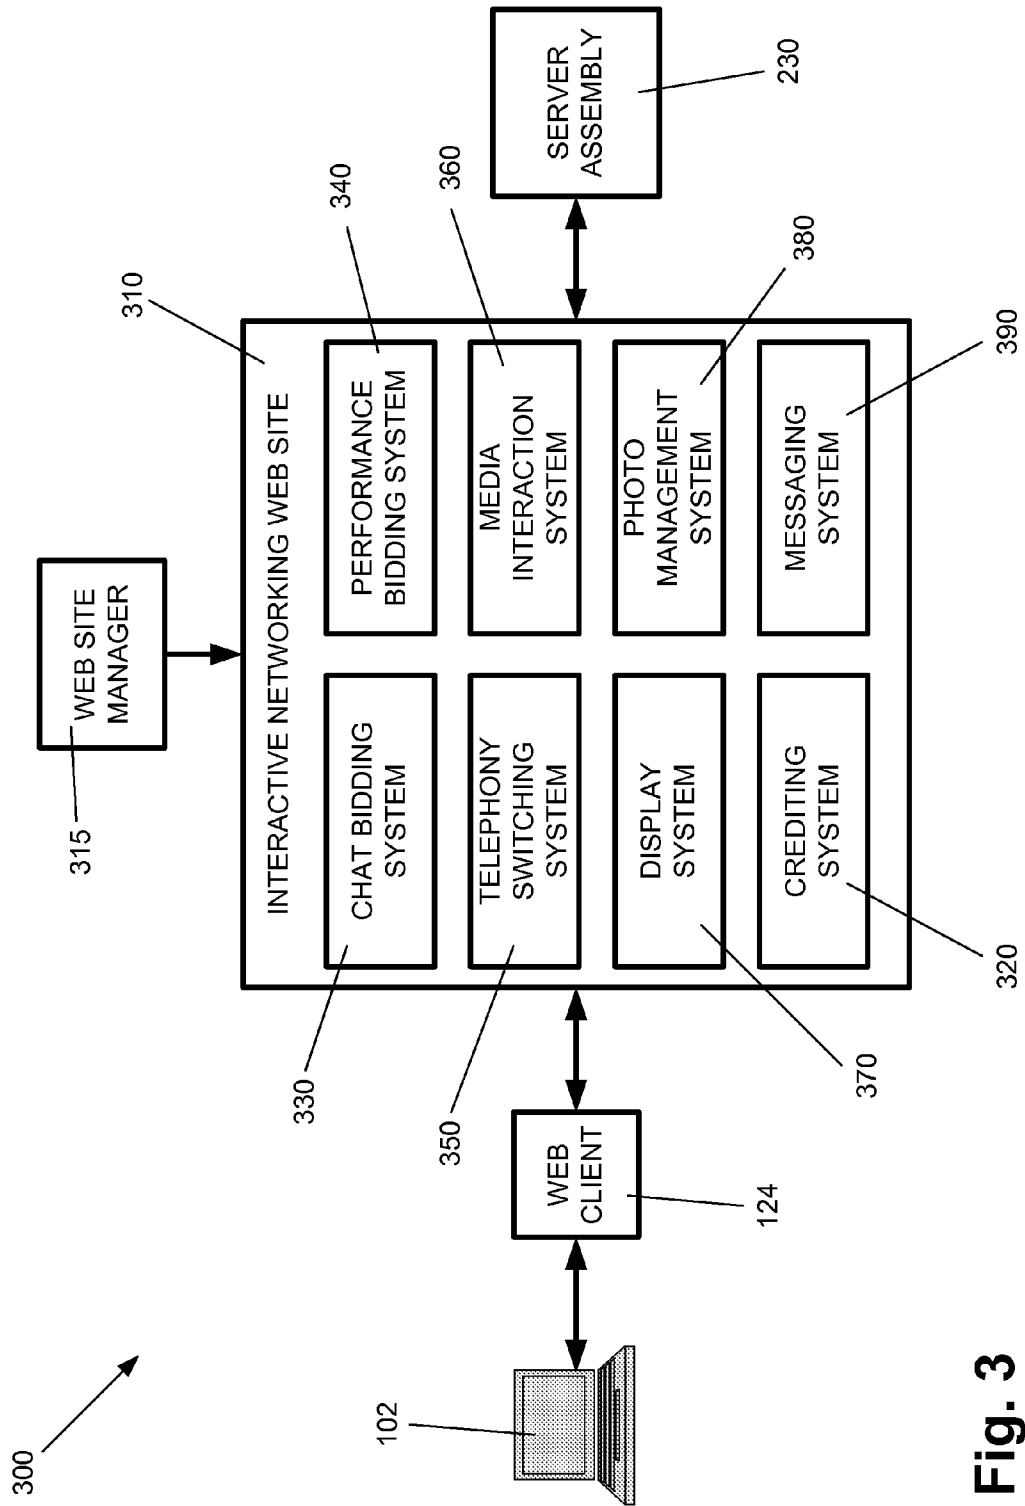 300
315
WEB SITE
MANAGER
310
INTERACTIVE NETWORKING WEB SITE
330
CHAT BIDDING
SYSTEM
340
PERFORMANCE
BIDDING SYSTEM
350
TELEPHONY
SWITCHING
SYSTEM
360
MEDIA
INTERACTION
SYSTEM
102
WEB
CLIENT
124
SERVER
ASSEMBLY
230
DISPLAY
SYSTEM
370
PHOTO
MANAGEMENT
SYSTEM
380
CREDITING
SYSTEM
320
MESSAGING
SYSTEM
390
Fig. 3